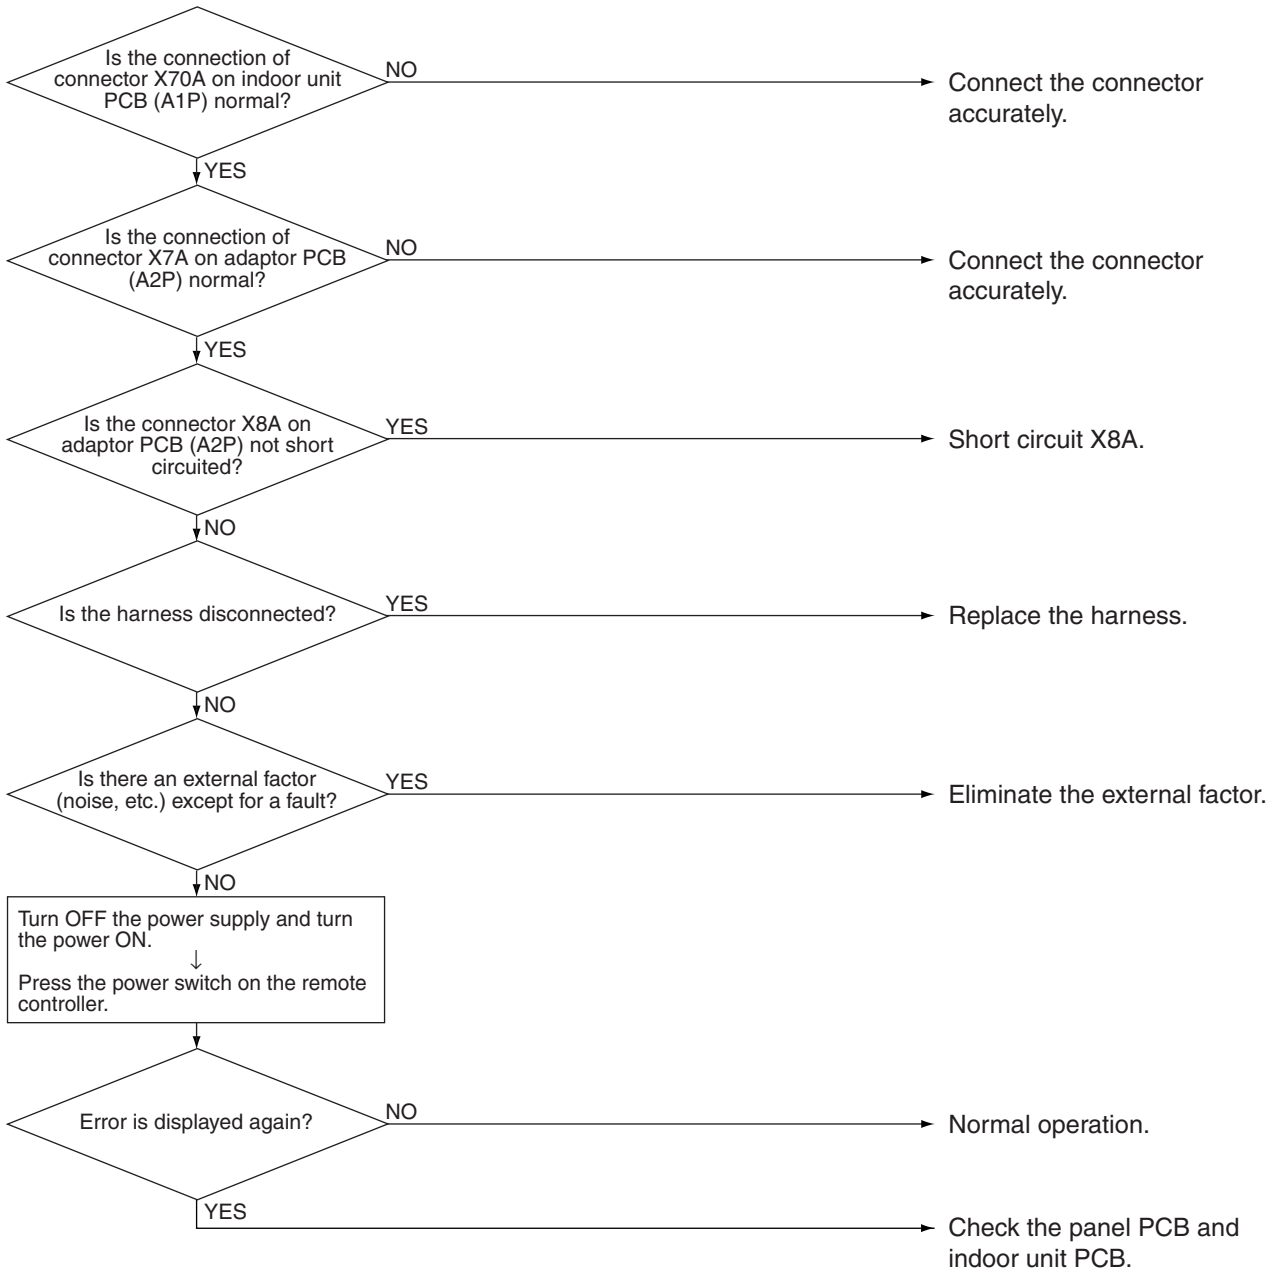 Is the connection of
connector X70A on indoor unit
PCB (A1P) normal?
NO
Connect the connector
accurately.
YES
Is the connection of
connector X7A on adaptor PCB
(A2P) normal?
NO
Connect the connector
accurately.
YES
Is the connector X8A on
adaptor PCB (A2P) not short
circuited?
YES
Short circuit X8A.
NO
Is the harness disconnected?
YES
Replace the harness.
NO
Is there an external factor
(noise, etc.) except for a fault?
YES
Eliminate the external factor.
NO
Turn OFF the power supply and turn
the power ON.
↓
Press the power switch on the remote
controller.
Error is displayed again?
NO
Normal operation.
YES
Check the panel PCB and
indoor unit PCB.